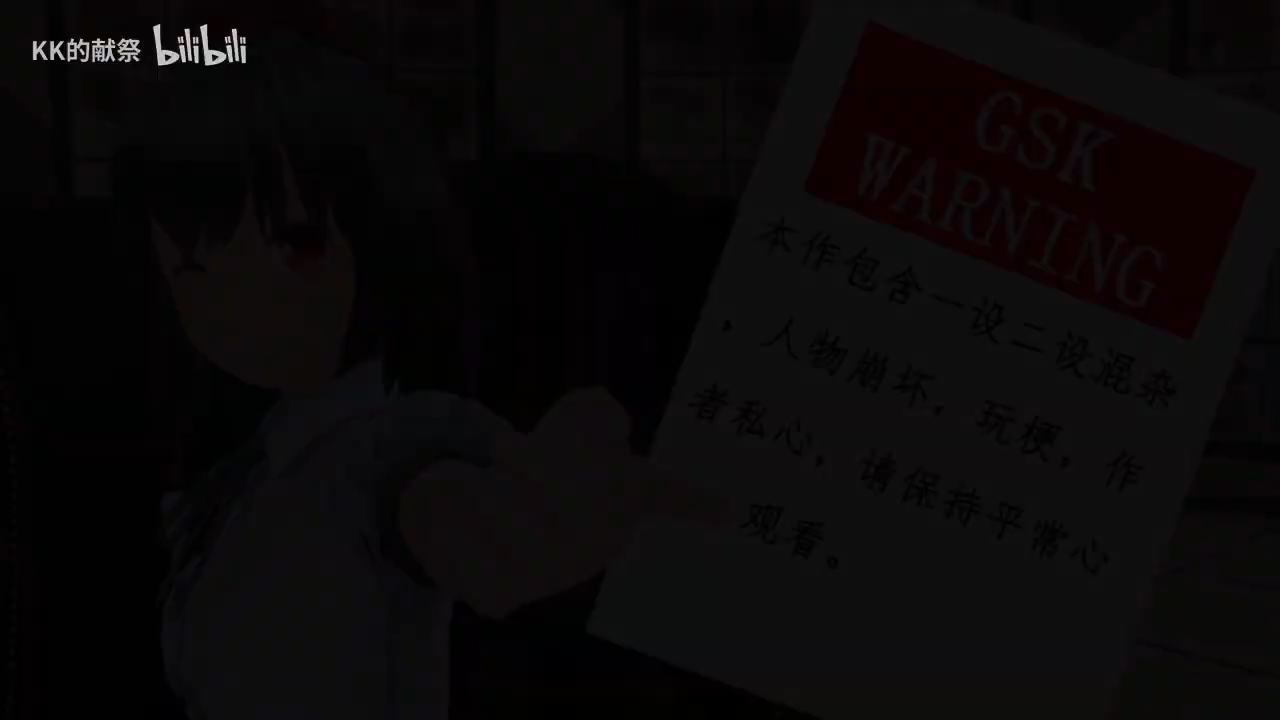 KK的献祭 bilibili
GSK
WARNING
本作包含一设二设混杂
，人物崩坏，玩梗，作
者私心，请保持平常心
观看。